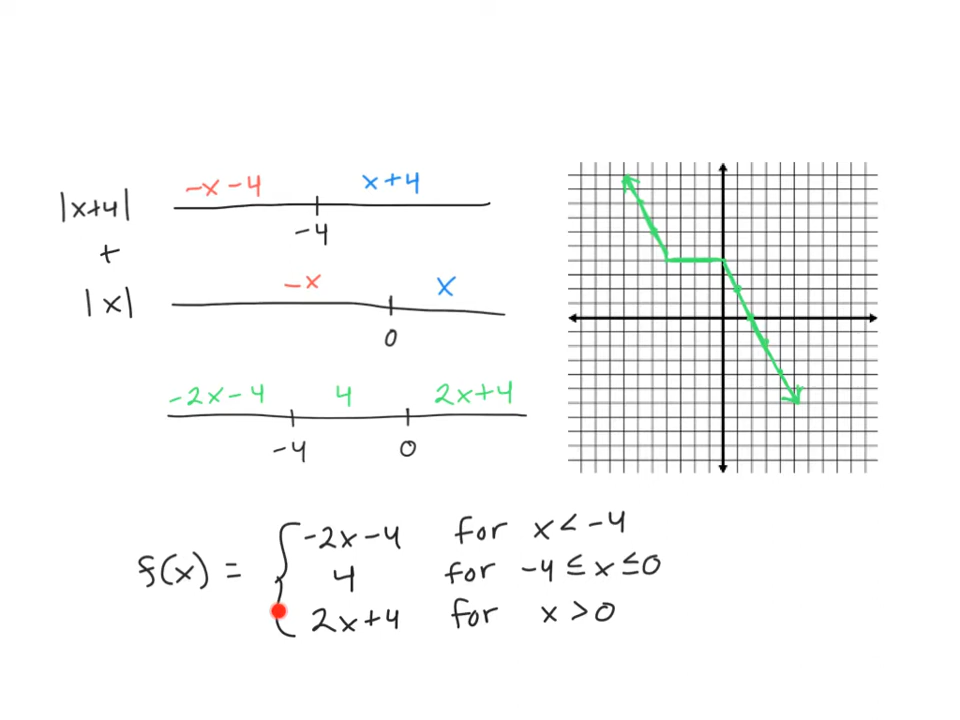 |x+4| -x-4 x+4
-4
+
|x| -x x
0
-2x-4 4 2x+4
-4 0
f(x) = { -2x-4 for x < -4
4 for -4 ≤ x ≤ 0
2x+4 for x > 0